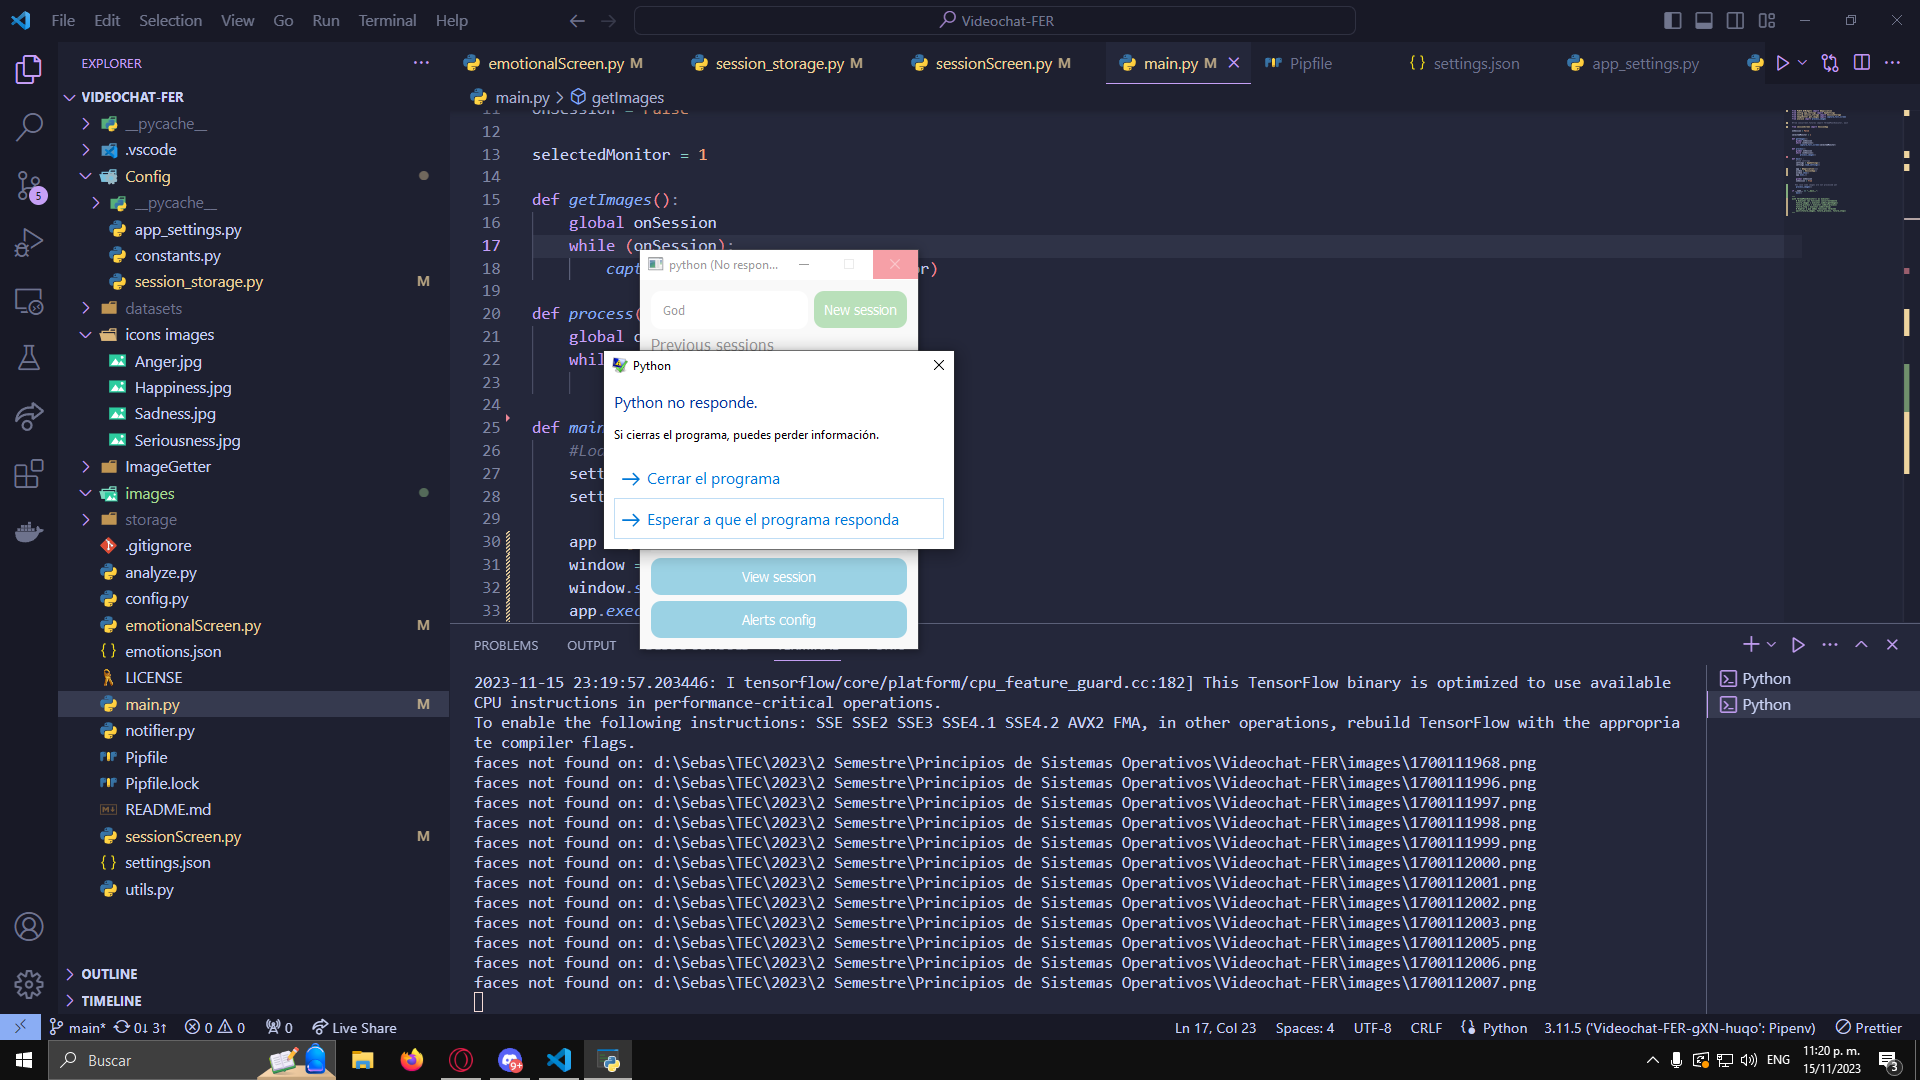 File Edit Selection View Go Run Terminal Help
Videochat-FER
EXPLORER
VIDEOCHAT-FER
__pycache__
.vscode
Config
__pycache__
app_settings.py
constants.py
session_storage.py M
datasets
icons images
Anger.jpg
Happiness.jpg
Sadness.jpg
Seriousness.jpg
ImageGetter
images
storage
.gitignore
analyze.py
config.py
emotionalScreen.py M
emotions.json
LICENSE
main.py M
notifier.py
Pipfile
Pipfile.lock
README.md
sessionScreen.py M
settings.json
utils.py
OUTLINE
TIMELINE
5
emotionalScreen.py M session_storage.py M sessionScreen.py M main.py M Pipfile settings.json app_settings.py
main.py > getImages
11 onSession = False
12
13 selectedMonitor = 1
14
15 def getImages():
16 global onSession
17 while (onSession):
18 capt or)
19
20 def process(
21 global
22 whil
23
24
25 def main
26 #Loa
27 sett
28 sett
29
30 app
31 window =
32 window.s
33 app.exec
python (No respon...
God
New session
Previous sessions
Python
Python no responde.
Si cierras el programa, puedes perder información.
Cerrar el programa
Esperar a que el programa responda
View session
Alerts config
PROBLEMS OUTPUT
2023-11-15 23:19:57.203446: I tensorflow/core/platform/cpu_feature_guard.cc:182] This TensorFlow binary is optimized to use available
CPU instructions in performance-critical operations.
To enable the following instructions: SSE SSE2 SSE3 SSE4.1 SSE4.2 AVX2 FMA, in other operations, rebuild TensorFlow with the appropria
te compiler flags.
faces not found on: d:\Sebas\TEC\2023\2 Semestre\Principios de Sistemas Operativos\Videochat-FER\images\1700111968.png
faces not found on: d:\Sebas\TEC\2023\2 Semestre\Principios de Sistemas Operativos\Videochat-FER\images\1700111996.png
faces not found on: d:\Sebas\TEC\2023\2 Semestre\Principios de Sistemas Operativos\Videochat-FER\images\1700111997.png
faces not found on: d:\Sebas\TEC\2023\2 Semestre\Principios de Sistemas Operativos\Videochat-FER\images\1700111998.png
faces not found on: d:\Sebas\TEC\2023\2 Semestre\Principios de Sistemas Operativos\Videochat-FER\images\1700111999.png
faces not found on: d:\Sebas\TEC\2023\2 Semestre\Principios de Sistemas Operativos\Videochat-FER\images\1700112000.png
faces not found on: d:\Sebas\TEC\2023\2 Semestre\Principios de Sistemas Operativos\Videochat-FER\images\1700112001.png
faces not found on: d:\Sebas\TEC\2023\2 Semestre\Principios de Sistemas Operativos\Videochat-FER\images\1700112002.png
faces not found on: d:\Sebas\TEC\2023\2 Semestre\Principios de Sistemas Operativos\Videochat-FER\images\1700112003.png
faces not found on: d:\Sebas\TEC\2023\2 Semestre\Principios de Sistemas Operativos\Videochat-FER\images\1700112005.png
faces not found on: d:\Sebas\TEC\2023\2 Semestre\Principios de Sistemas Operativos\Videochat-FER\images\1700112006.png
faces not found on: d:\Sebas\TEC\2023\2 Semestre\Principios de Sistemas Operativos\Videochat-FER\images\1700112007.png
Python
Python
main* 0↓ 3↑ 0 0 0 Live Share
Ln 17, Col 23 Spaces: 4 UTF-8 CRLF Python 3.11.5 ('Videochat-FER-gXN-huqo': Pipenv) Prettier
Buscar
9+
ENG
11:20 p. m.
15/11/2023
3